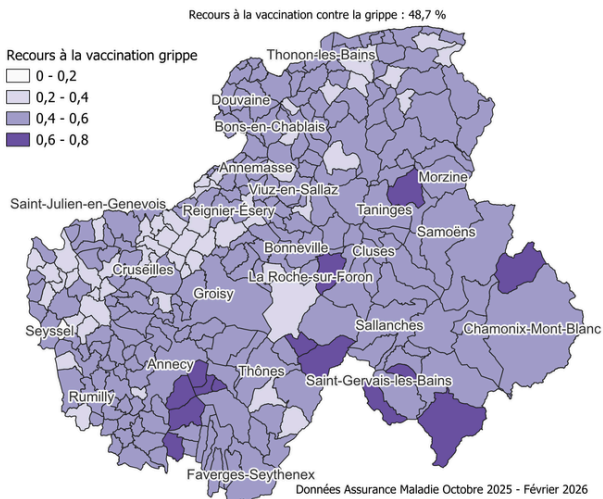 Recours à la vaccination contre la grippe : 48,7 %
Recours à la vaccination grippe
0 - 0,2
0,2 - 0,4
0,4 - 0,6
0,6 - 0,8
Thonon-les-Bains
Douvaine
Bons-en-Chablais
Annemasse
Morzine
Viuz-en-Sallaz
Saint-Julien-en-Genevois
Reignier-Ésery
Taninges
Samoëns
Bonneville
Cluses
Cruseilles
La Roche-sur-Foron
Groisy
Seyssel
Sallanches
Chamonix-Mont-Blanc
Annecy
Thônes
Saint-Gervais-les-Bains
Rumilly
Faverges-Seythenex
Données Assurance Maladie Octobre 2025 - Février 2026